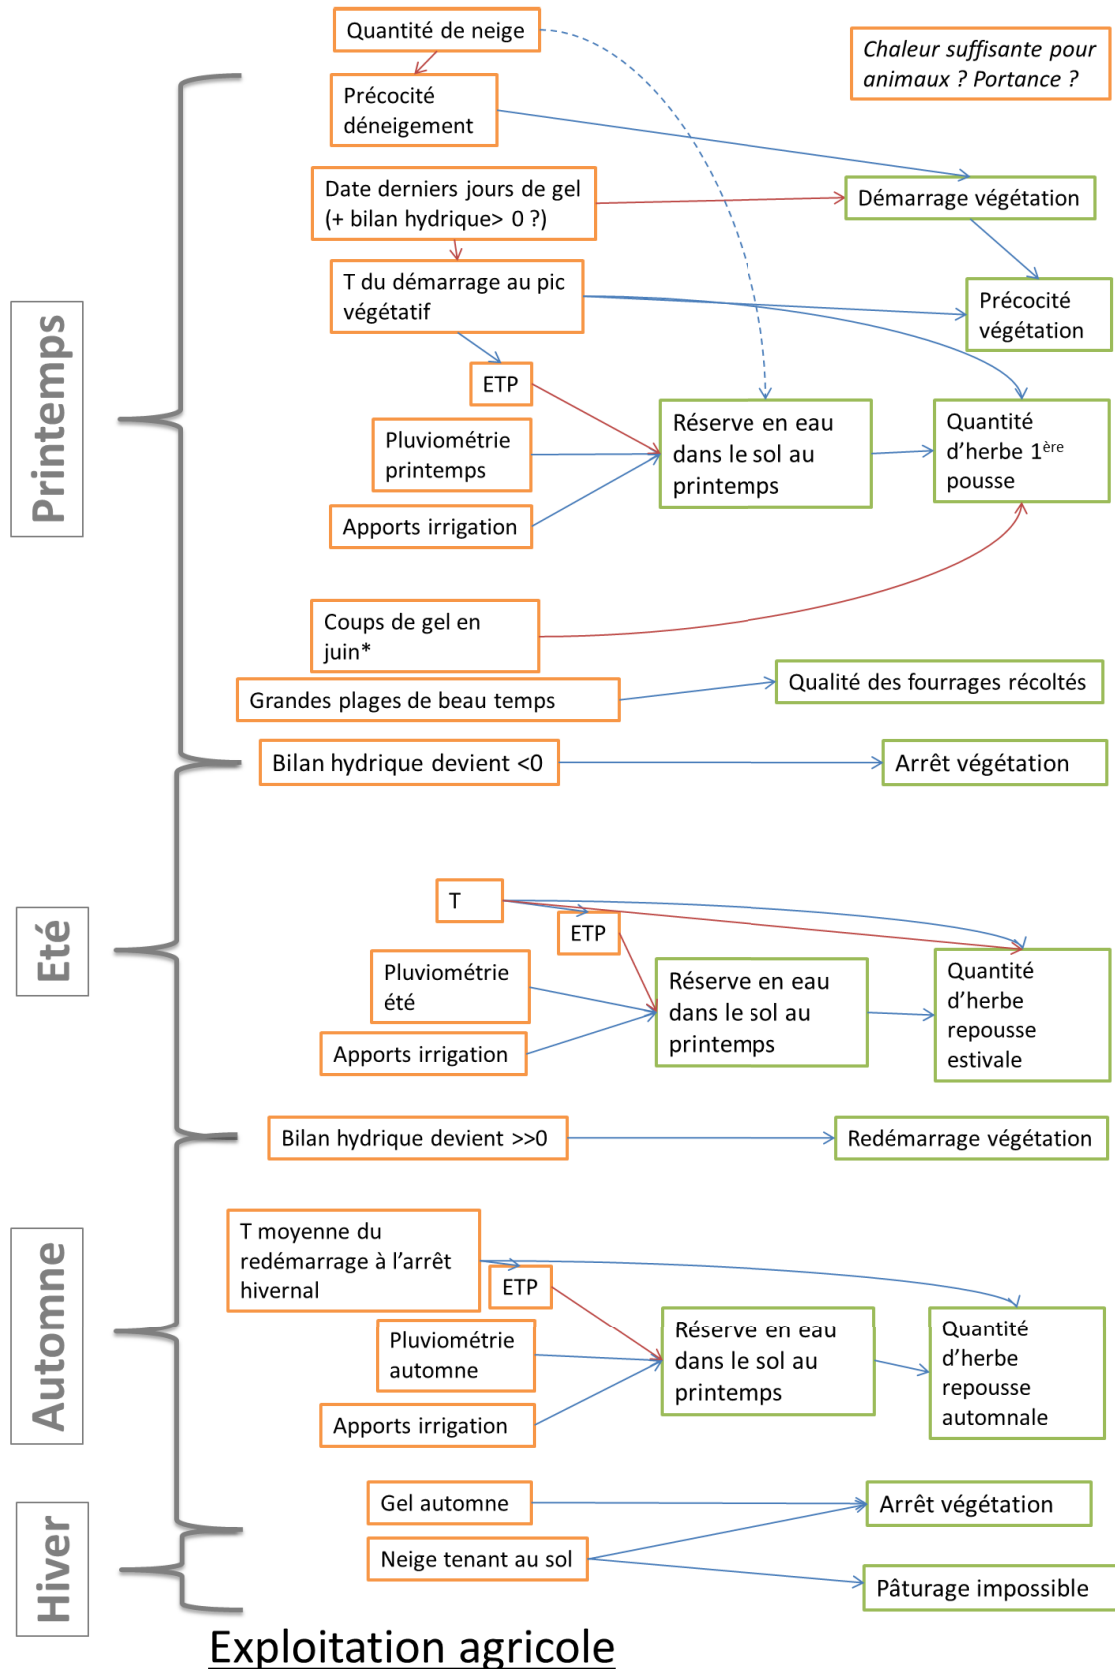 Quantité de neige
Chaleur suffisante pour
animaux ? Portance ?
Précocité
déneigement
Date derniers jours de gel
(+ bilan hydrique> 0 ?)
Démarrage végétation
T du démarrage au pic
végétatif
Précocité
végétation
Printemps
ETP
Pluviométrie
printemps
Apports irrigation
Réserve en eau
dans le sol au
printemps
Quantité
d'herbe 1ère
pousse
Coups de gel en
juin*
Grandes plages de beau temps
Qualité des fourrages récoltés
Bilan hydrique devient <0
Arrêt végétation
Eté
T
ETP
Pluviométrie
été
Apports irrigation
Réserve en eau
dans le sol au
printemps
Quantité
d'herbe
repousse
estivale
Bilan hydrique devient >>0
Redémarrage végétation
Automne
T moyenne du
redémarrage à l'arrêt
hivernal
ETP
Pluviométrie
automne
Apports irrigation
Réserve en eau
dans le sol au
printemps
Quantité
d'herbe
repousse
automnale
Hiver
Gel automne
Arrêt végétation
Neige tenant au sol
Pâturage impossible
Exploitation agricole